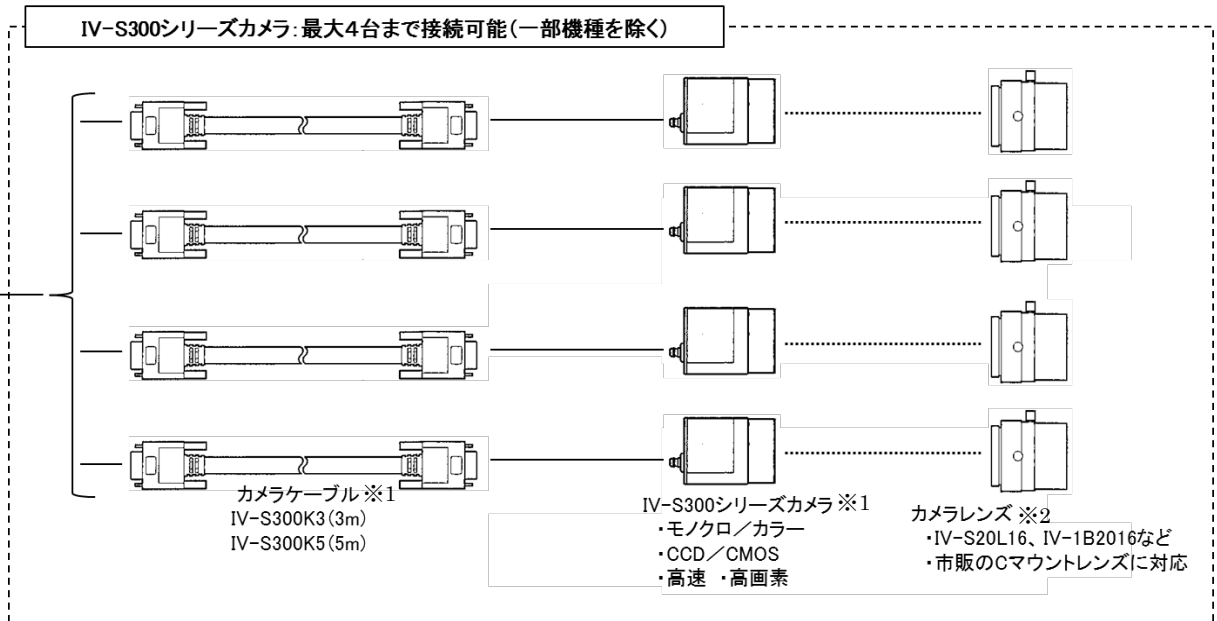 IV-S300シリーズカメラ：最大4台まで接続可能（一部機種を除く）
カメラケーブル※1
IV-S300K3（3m）
IV-S300K5（5m）
IV-S300シリーズカメラ※1
・モノクロ／カラー
・CCD／CMOS
・高速 ・高画素
カメラレンズ ※2
・IV-S20L16、IV-1B2016など
・市販のCマウントレンズに対応